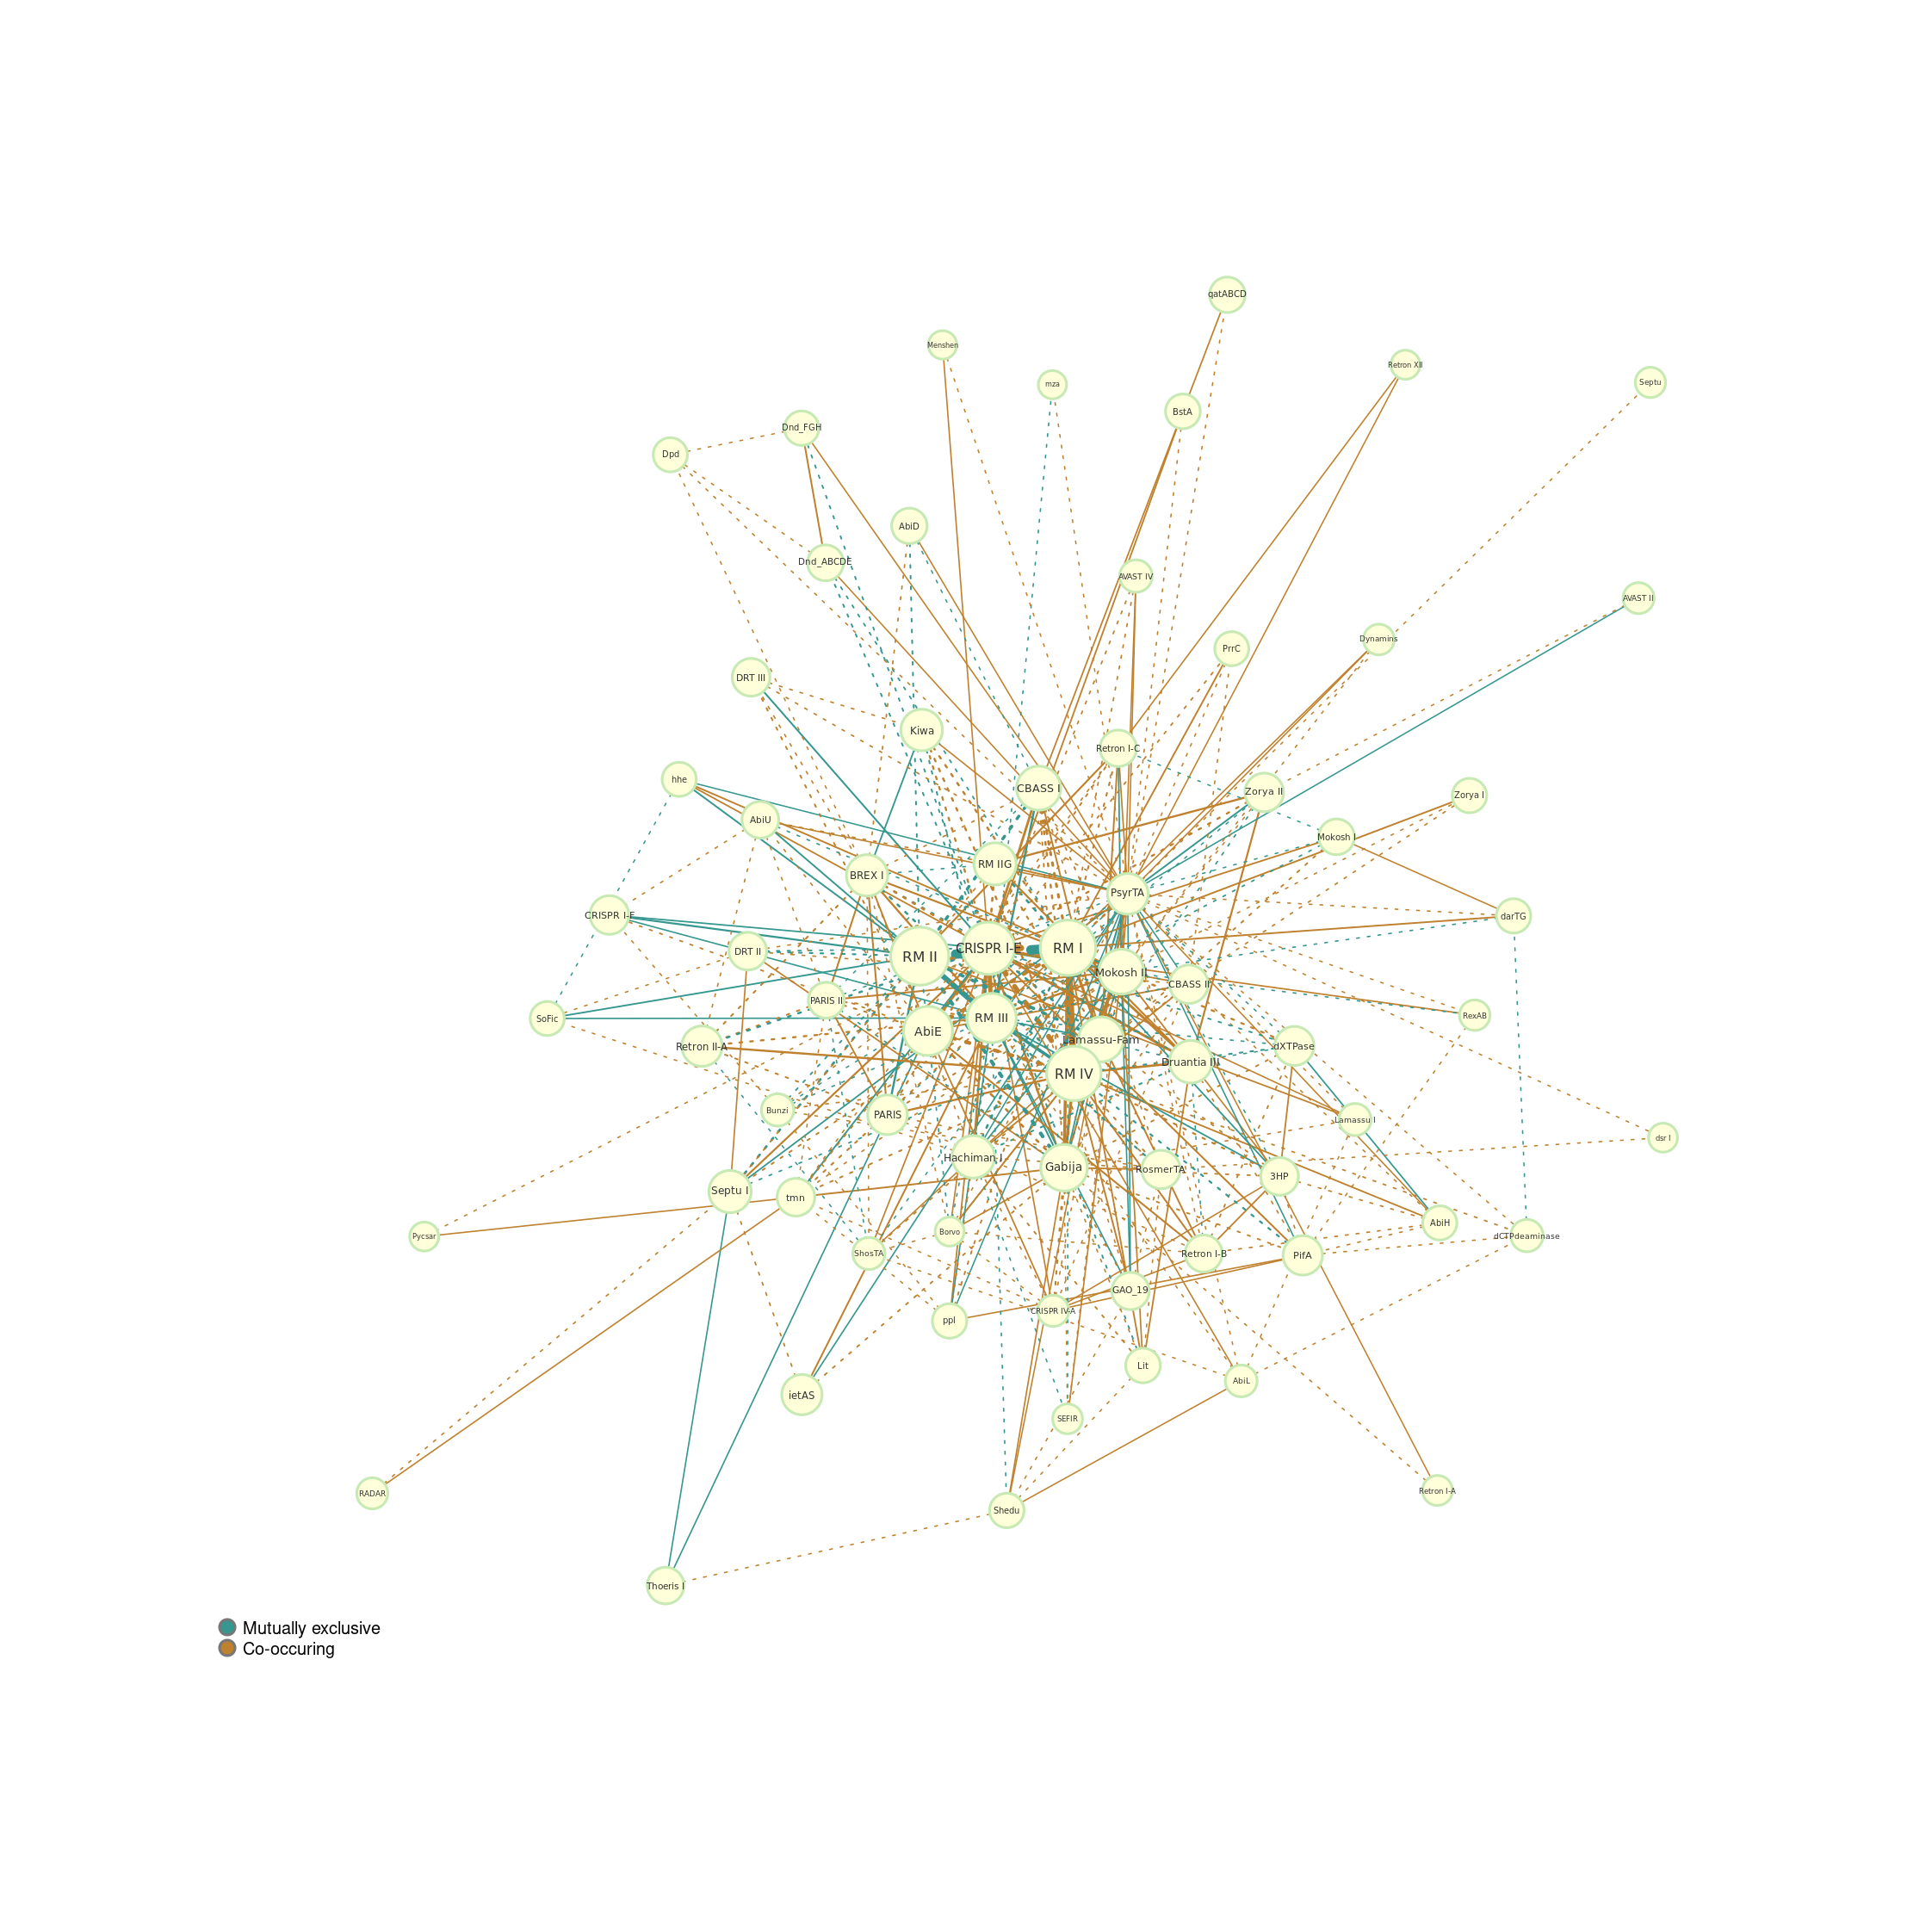 qatABCD
Menshen
Retron XII
mza
Septu
BstA
Dnd_FGH
Dpd
AbiD
Dnd_ABCDE
AVAST IV
AVAST II
Dynamins
PrrC
DRT III
Kiwa
Retron I-C
hhe
CBASS I
Zorya II
Zorya I
AbiU
Mokosh I
RM IIG
BREX I
PsyrTA
CRISPR I-F
darTG
DRT II
RM II
CRISPR I-E
RM I
Mokosh II
CBASS II
PARIS II
SoFic
RM III
RexAB
AbiE
Lamassu-Fam
Retron II-A
dXTPase
Druantia III
RM IV
Bunzi
PARIS
Lamassu I
dsr I
Hachiman I
Gabija
RosmerTA
3HP
Septu I
tmn
AbiH
Pycsar
Borvo
dCTPdeaminase
ShosTA
Retron I-B
PifA
GAO_19
CRISPR IV-A
ppl
Lit
AbiL
ietAS
SEFIR
RADAR
Retron I-A
Shedu
Thoeris I
Mutually exclusive
Co-occuring